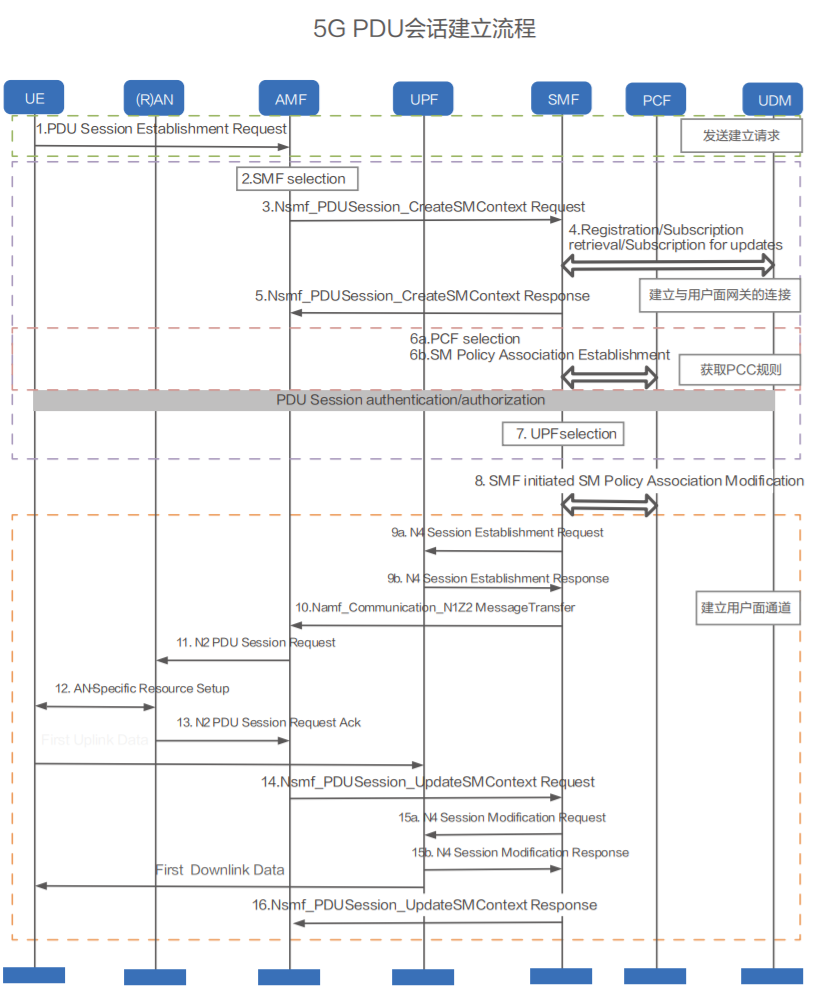 5G PDU会话建立流程
UE
(R)AN
AMF
UPF
SMF
PCF
UDM
1.PDU Session Establishment Request
发送建立请求
2.SMF selection
3.Nsmf_PDUSession_CreateSMContext Request
4.Registration/Subscription
retrieval/Subscription for updates
5.Nsmf_PDUSession_CreateSMContext Response
建立与用户面网关的连接
6a.PCF selection
6b.SM Policy Association Establishment
获取PCC规则
PDU Session authentication/authorization
7. UPFselection
8. SMF initiated SM Policy Association Modification
9a. N4 Session Establishment Request
9b. N4 Session Establishment Response
10.Namf_Communication_N1Z2 MessageTransfer
建立用户面通道
11. N2 PDU Session Request
12. AN-Specific Resource Setup
13. N2 PDU Session Request Ack
First Uplink Data
14.Nsmf_PDUSession_UpdateSMContext Request
15a. N4 Session Modification Request
15b. N4 Session Modification Response
First Downlink Data
16.Nsmf_PDUSession_UpdateSMContext Response